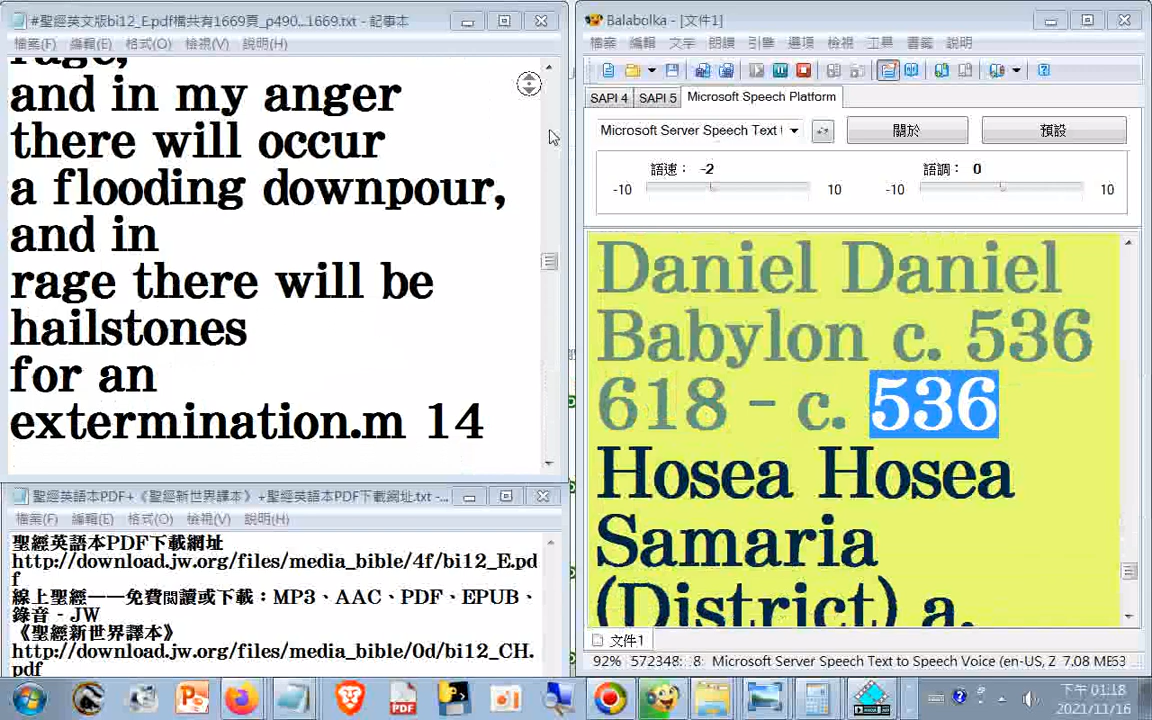 #聖經英文版bi12_E.pdf檔共有1669頁_p490...1669.txt - 記事本
檔案(F) 編輯(E) 格式(O) 檢視(V) 說明(H)
rage,
and in my anger
there will occur
a flooding downpour,
and in
rage there will be
hailstones
for an
extermination.m 14
聖經英語本PDF+《聖經新世界譯本》+聖經英語本PDF下載網址.txt -...
檔案(F) 編輯(E) 格式(O) 檢視(V) 說明(H)
聖經英語本PDF下載網址
http://download.jw.org/files/media_bible/4f/bi12_E.pd
f
線上聖經——免費閱讀或下載：MP3、AAC、PDF、EPUB、
錄音 - JW
《聖經新世界譯本》
http://download.jw.org/files/media_bible/0d/bi12_CH.
pdf
Balabolka - [文件1]
檔案 編輯 文字 朗讀 引擎 選項 檢視 工具 書籤 說明
SAPI 4 SAPI 5 Microsoft Speech Platform
Microsoft Server Speech Text 關於 預設
語速： -2 語調： 0
-10 10 -10 10
Daniel Daniel
Babylon c. 536
618 - c. 536
Hosea Hosea
Samaria
(District) a.
文件1
92% 572348: 8: Microsoft Server Speech Text to Speech Voice (en-US, Z 7.08 ME53
PDF
下午 01:18
2021/11/16